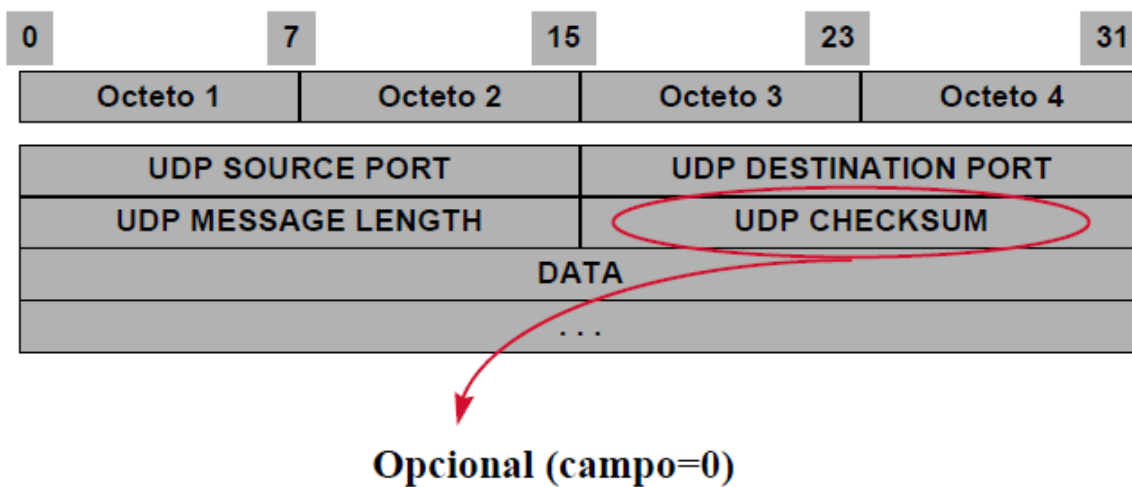 0 7 15 23 31
Octeto 1 Octeto 2 Octeto 3 Octeto 4
UDP SOURCE PORT UDP DESTINATION PORT
UDP MESSAGE LENGTH UDP CHECKSUM
DATA
. . .
Opcional (campo=0)